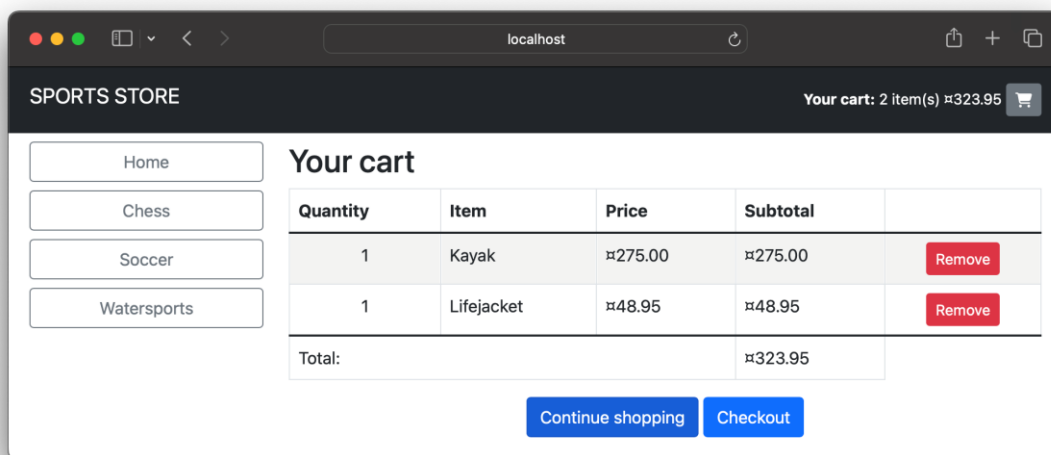 localhost
SPORTS STORE
Your cart: 2 item(s) ¤323.95
Home
Chess
Soccer
Watersports
Your cart
Quantity Item Price Subtotal
1 Kayak ¤275.00 ¤275.00 Remove
1 Lifejacket ¤48.95 ¤48.95 Remove
Total: ¤323.95
Continue shopping Checkout